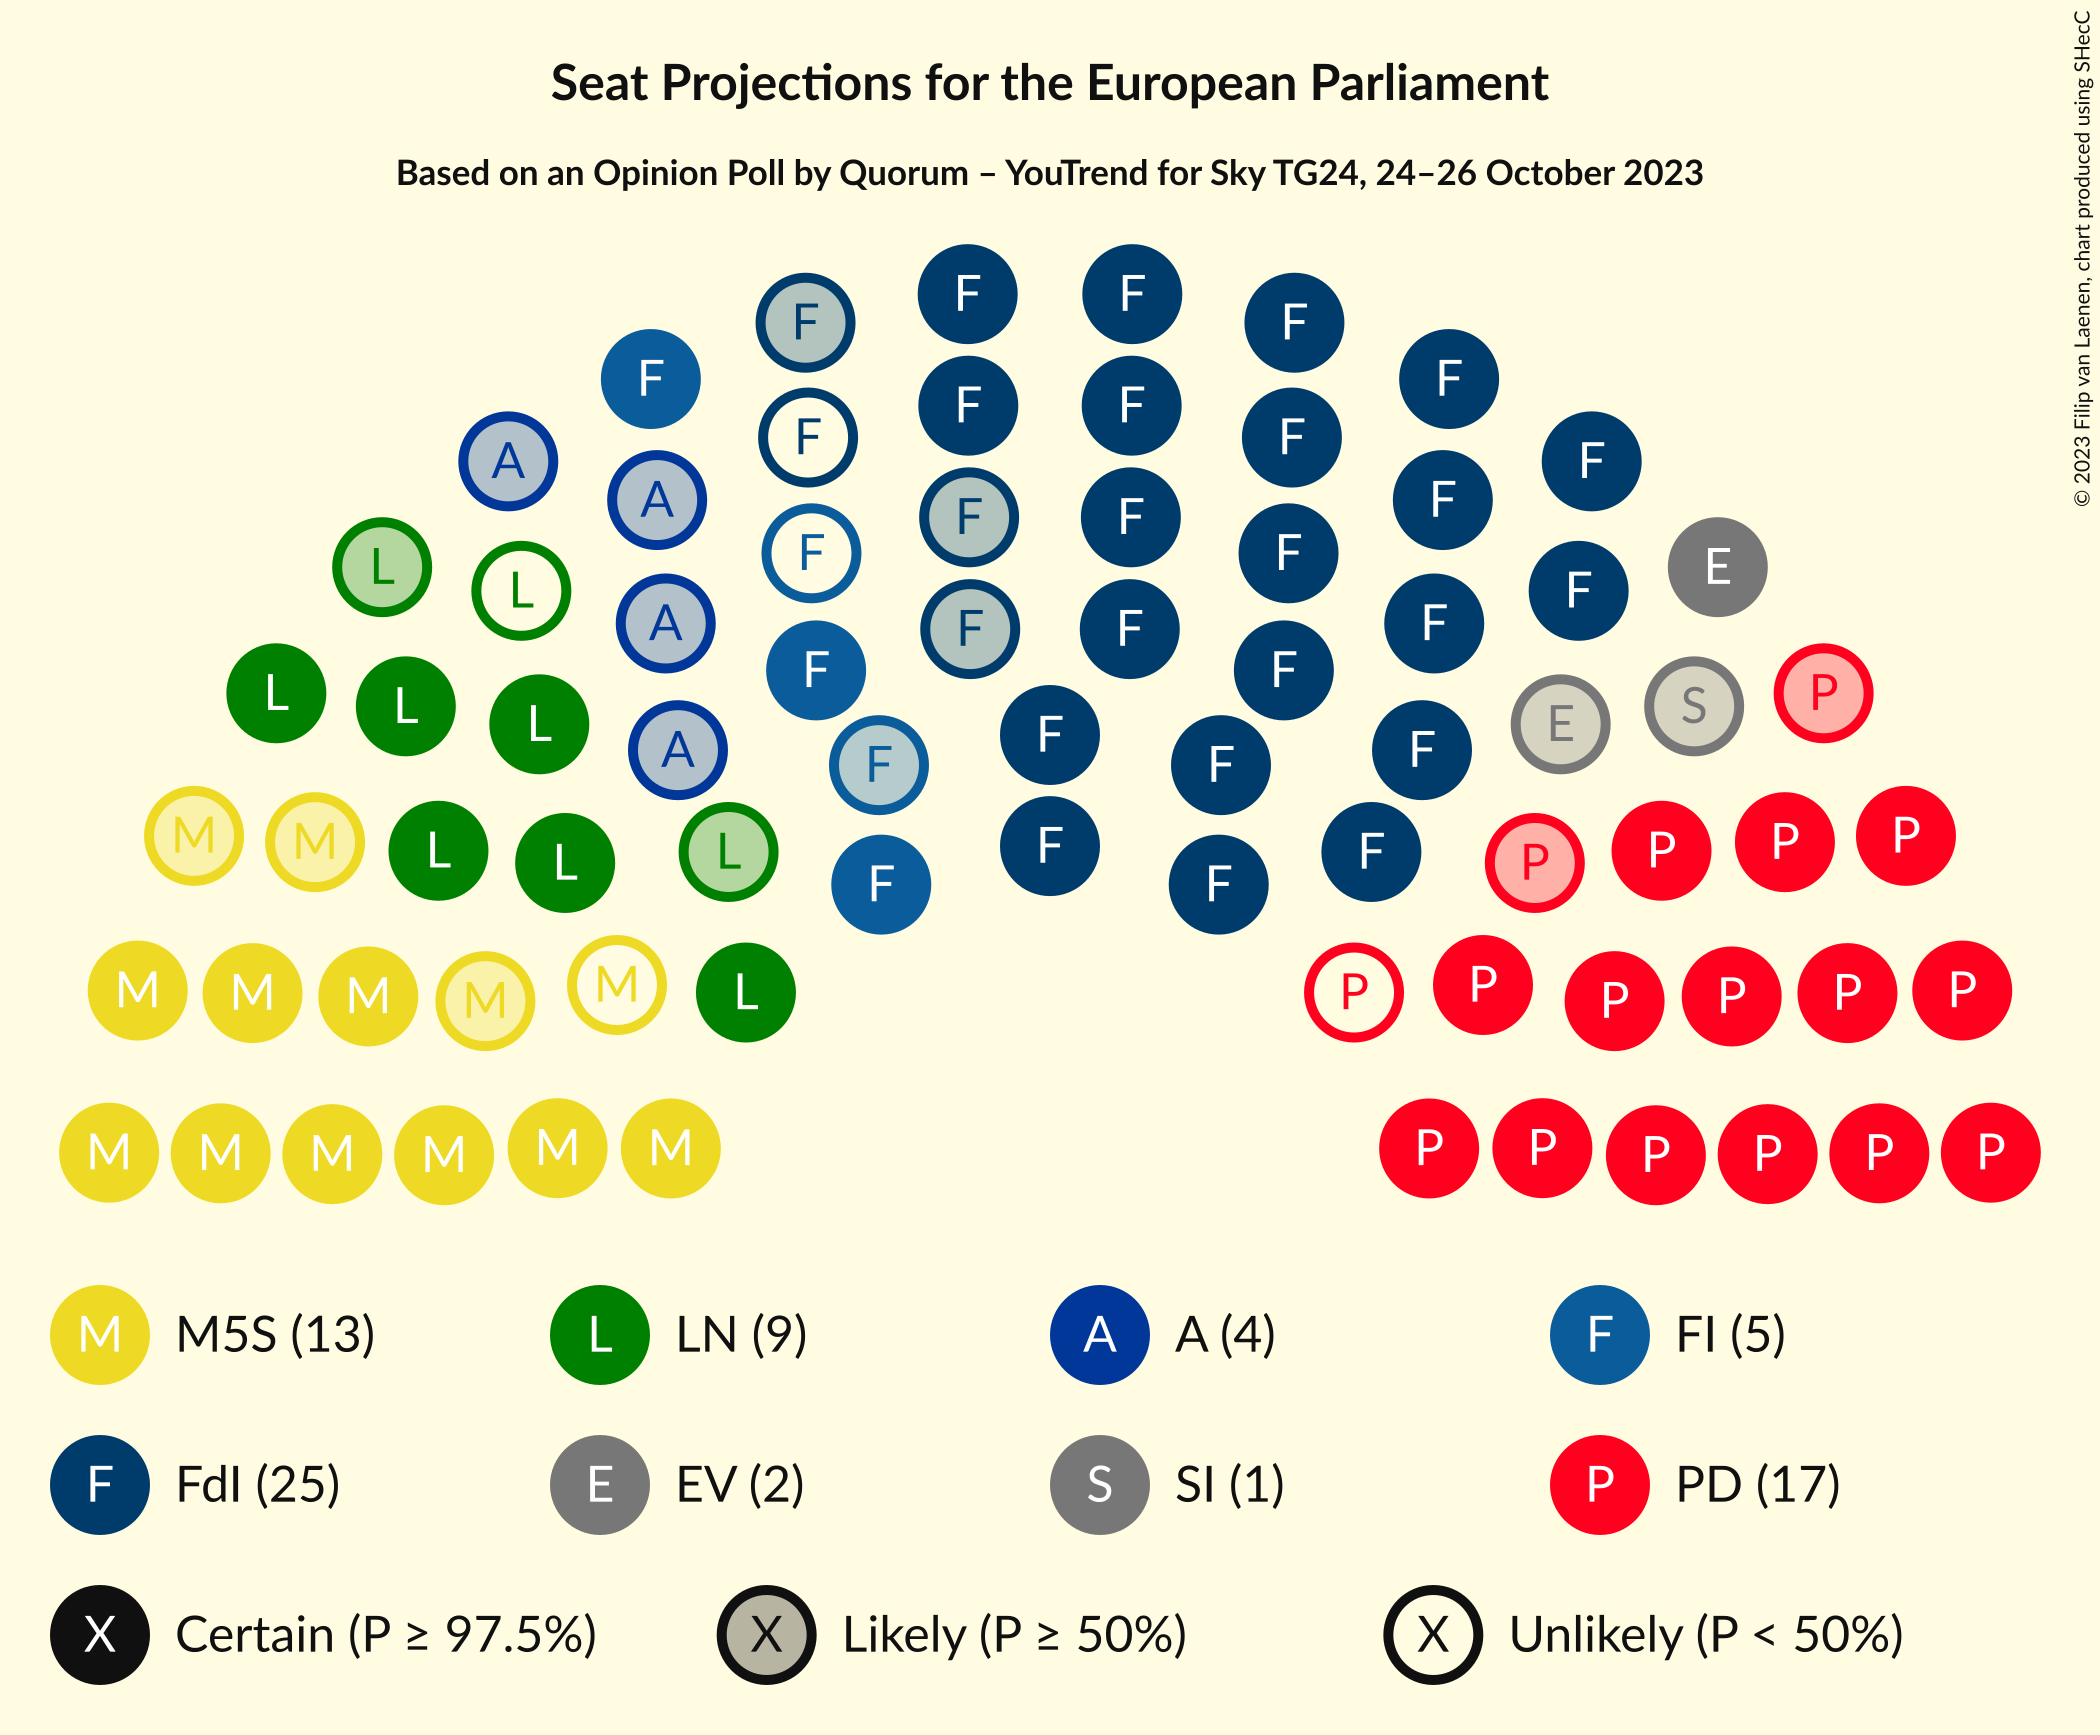 Seat Projections for the European Parliament
Based on an Opinion Poll by Quorum – YouTrend for Sky TG24, 24–26 October 2023
© 2023 Filip van Laenen, chart produced using SHecC
F F
F F
F F
F F F
A F F
A F F
F F
F F F
L L E
A F F
F F
L F F P
L L E S
F
A F F F
M M L L L F F F F P P P P
M M M M M L P P P P P P
M M M M M M P P P P P P
M M5S (13) L LN (9) A A (4) F FI (5)
F FdI (25) E EV (2) S SI (1) P PD (17)
X Certain (P ≥ 97.5%) X Likely (P ≥ 50%) X Unlikely (P < 50%)